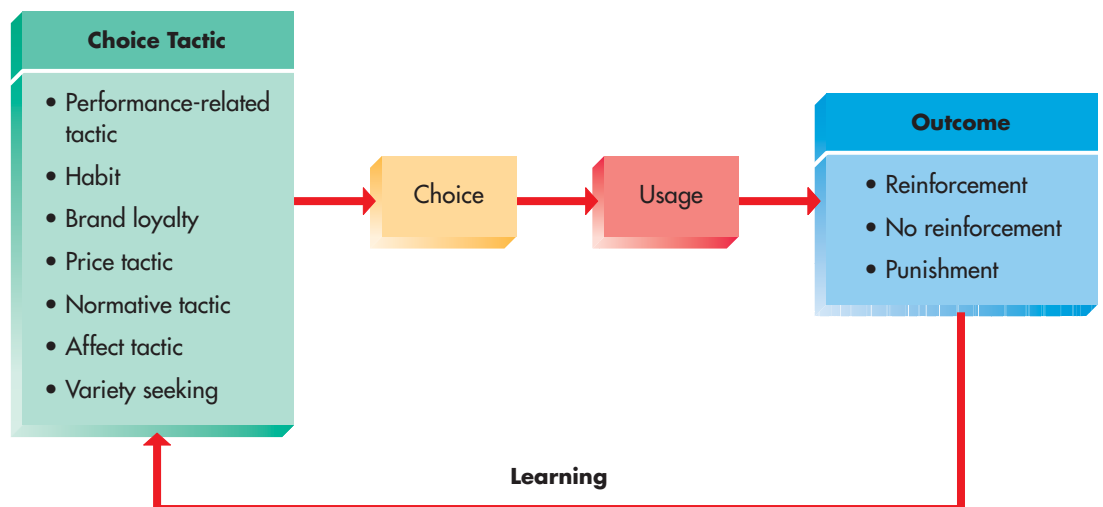 Choice Tactic
• Performance-related
tactic
• Habit
• Brand loyalty
• Price tactic
• Normative tactic
• Affect tactic
• Variety seeking
Choice
Usage
Outcome
• Reinforcement
• No reinforcement
• Punishment
Learning